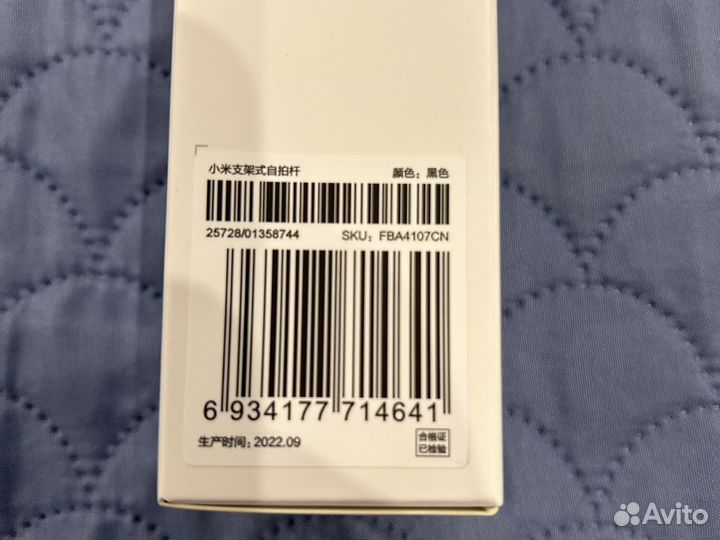 小米支架式自拍杆 颜色：黑色
25728/01358744 SKU：FBA4107CN
6 934177 714641
生产时间：2022.09
合格证
已检验
Avito